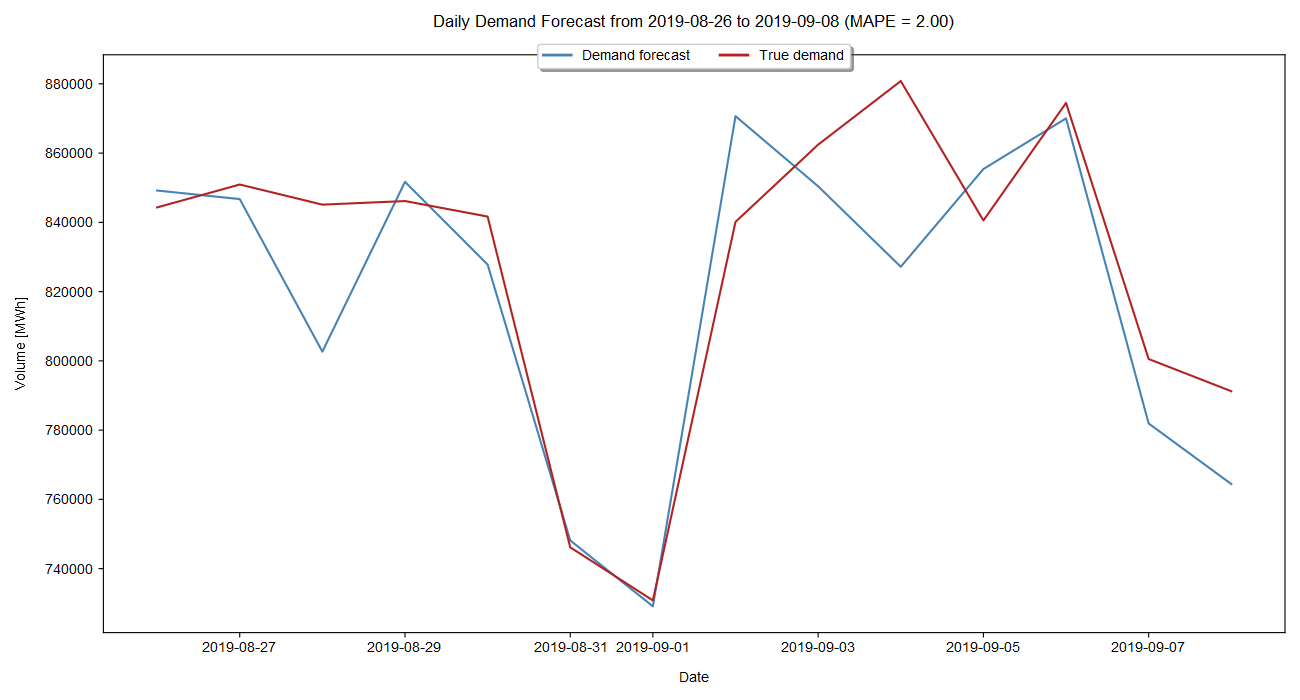 Daily Demand Forecast from 2019-08-26 to 2019-09-08 (MAPE = 2.00)
Demand forecast True demand
880000
860000
840000
820000
800000
780000
760000
740000
Volume [MWh]
2019-08-27 2019-08-29 2019-08-31 2019-09-01 2019-09-03 2019-09-05 2019-09-07
Date